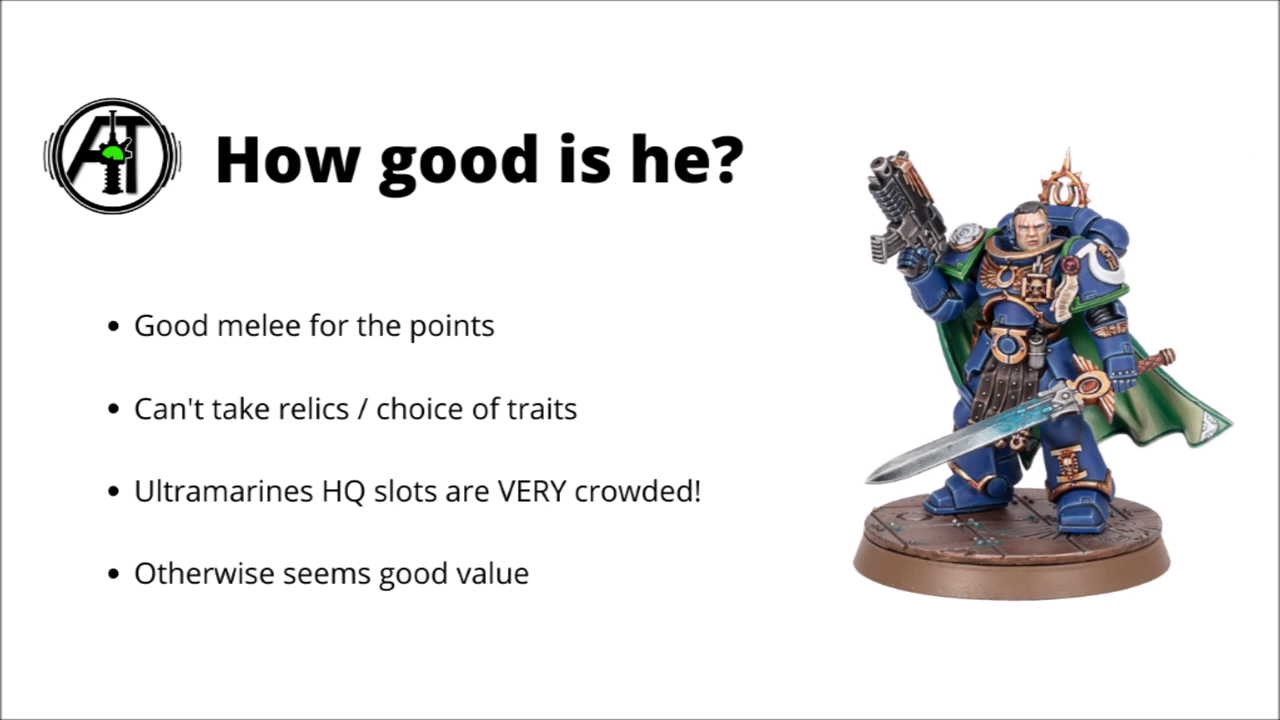 AT
How good is he?
Good melee for the points
Can't take relics / choice of traits
Ultramarines HQ slots are VERY crowded!
Otherwise seems good value